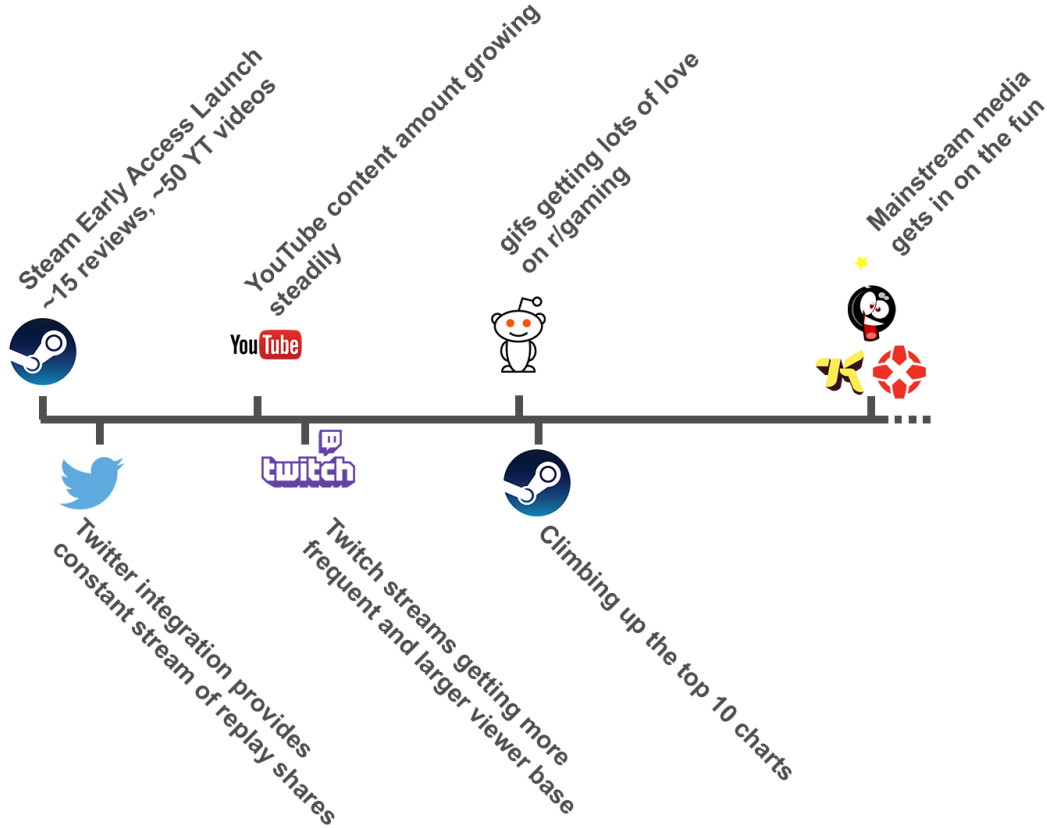 Steam Early Access Launch
~15 reviews, ~50 YT videos
YouTube content amount growing
steadily
gifs getting lots of love
on r/gaming
Mainstream media
gets in on the fun
YouTube
K
twitch
Twitter integration provides
constant stream of replay shares
Twitch streams getting more
frequent and larger viewer base
Climbing up the top 10 charts